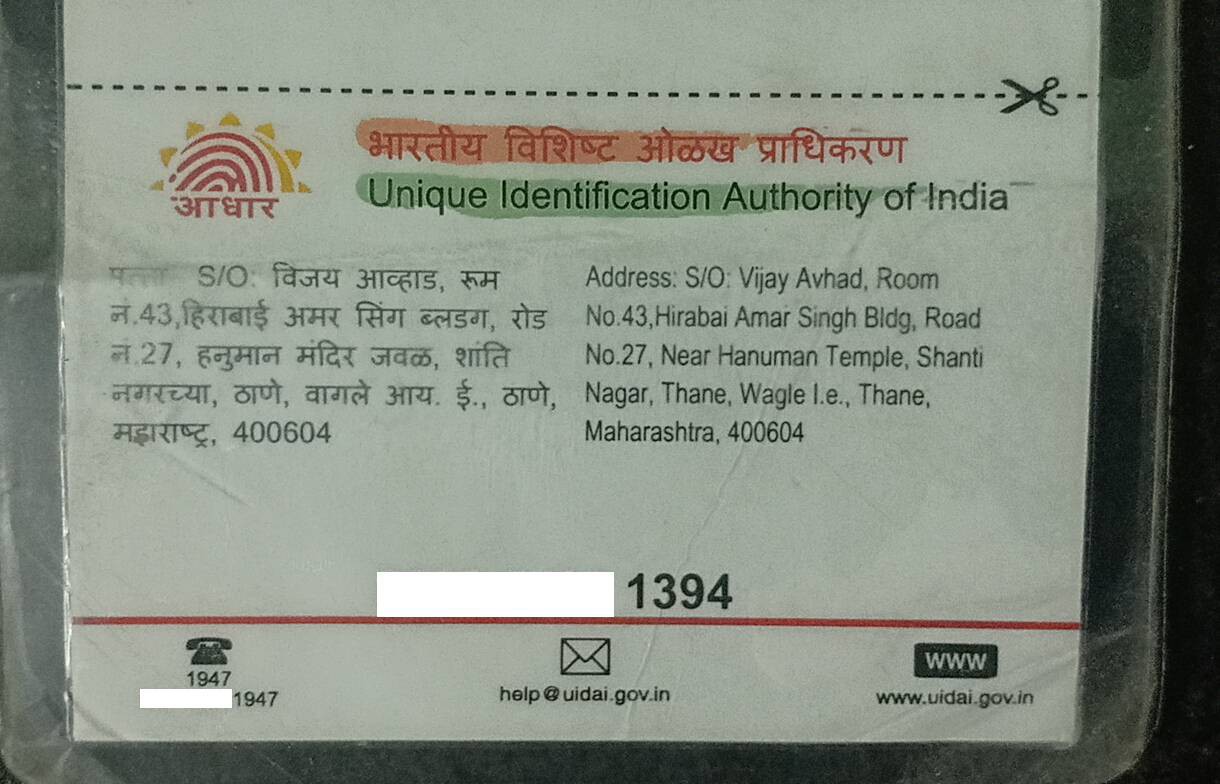 भारतीय विशिष्ट ओळख प्राधिकरण
Unique Identification Authority of India
आधार
पत्ता S/O: विजय आव्हाड, रूम
नं.43,हिराबाई अमर सिंग ब्लडग, रोड
नं.27, हनुमान मंदिर जवळ, शांति
नगरच्या, ठाणे, वागले आय. ई., ठाणे,
महाराष्ट्र, 400604
Address: S/O: Vijay Avhad, Room
No.43,Hirabai Amar Singh Bldg, Road
No.27, Near Hanuman Temple, Shanti
Nagar, Thane, Wagle I.e., Thane,
Maharashtra, 400604
1394
1947
1947
help@uidai.gov.in
www
www.uidai.gov.in